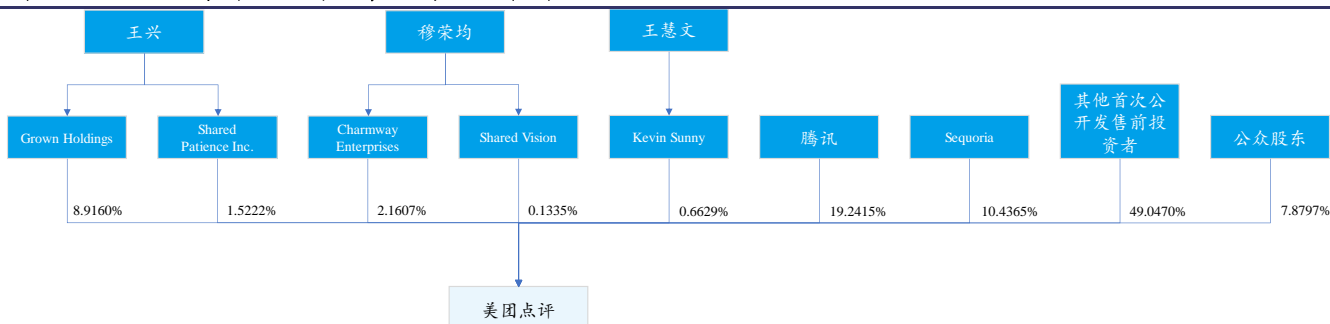 王兴
穆荣均
王慧文
Grown Holdings
Shared
Patience Inc.
Charmway
Enterprises
Shared Vision
Kevin Sunny
腾讯
Sequoria
其他首次公
开发售前投
资者
公众股东
8.9160%
1.5222%
2.1607%
0.1335%
0.6629%
19.2415%
10.4365%
49.0470%
7.8797%
美团点评